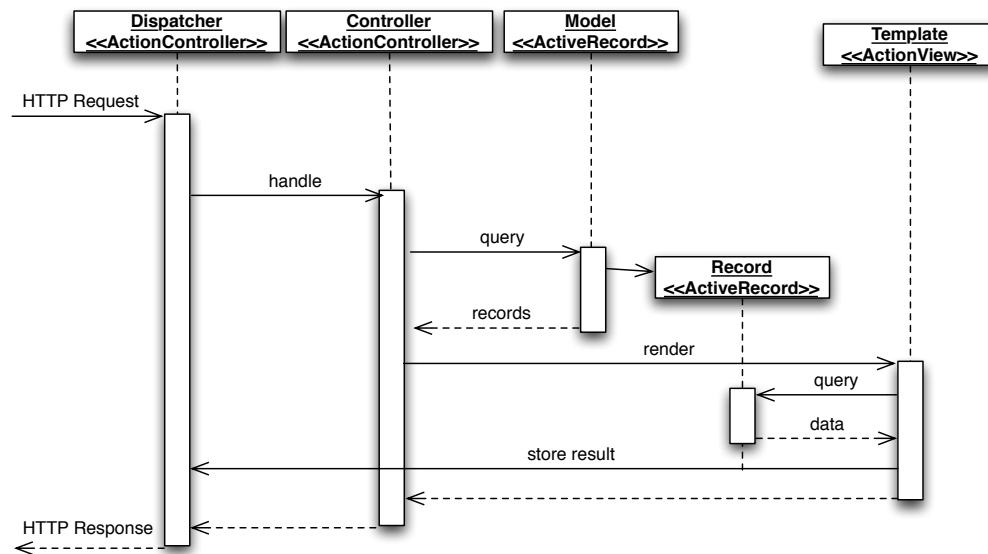 Dispatcher
<<ActionController>>
Controller
<<ActionController>>
Model
<<ActiveRecord>>
Template
<<ActionView>>
HTTP Request
handle
query
Record
<<ActiveRecord>>
records
render
query
data
store result
HTTP Response